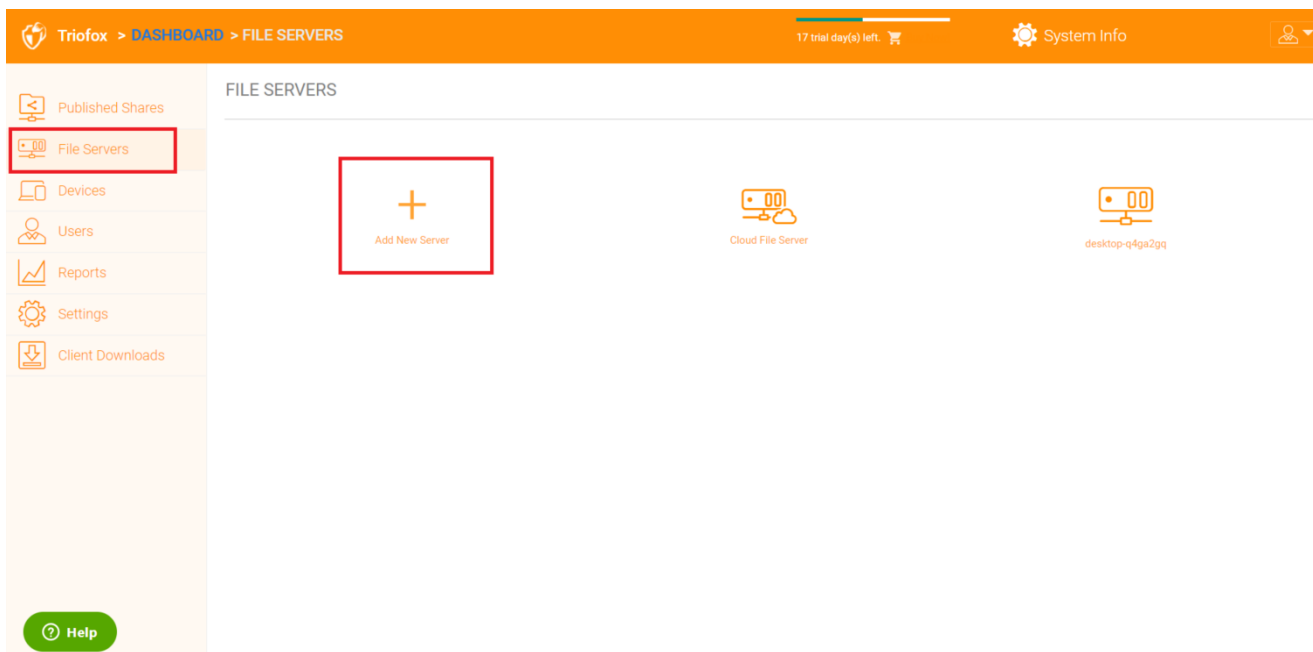 Triofox > DASHBOARD > FILE SERVERS
17 trial day(s) left.
System Info
Published Shares
File Servers
Devices
Users
Reports
Settings
Client Downloads
Help
FILE SERVERS
Add New Server
Cloud File Server
desktop-q4ga2gq